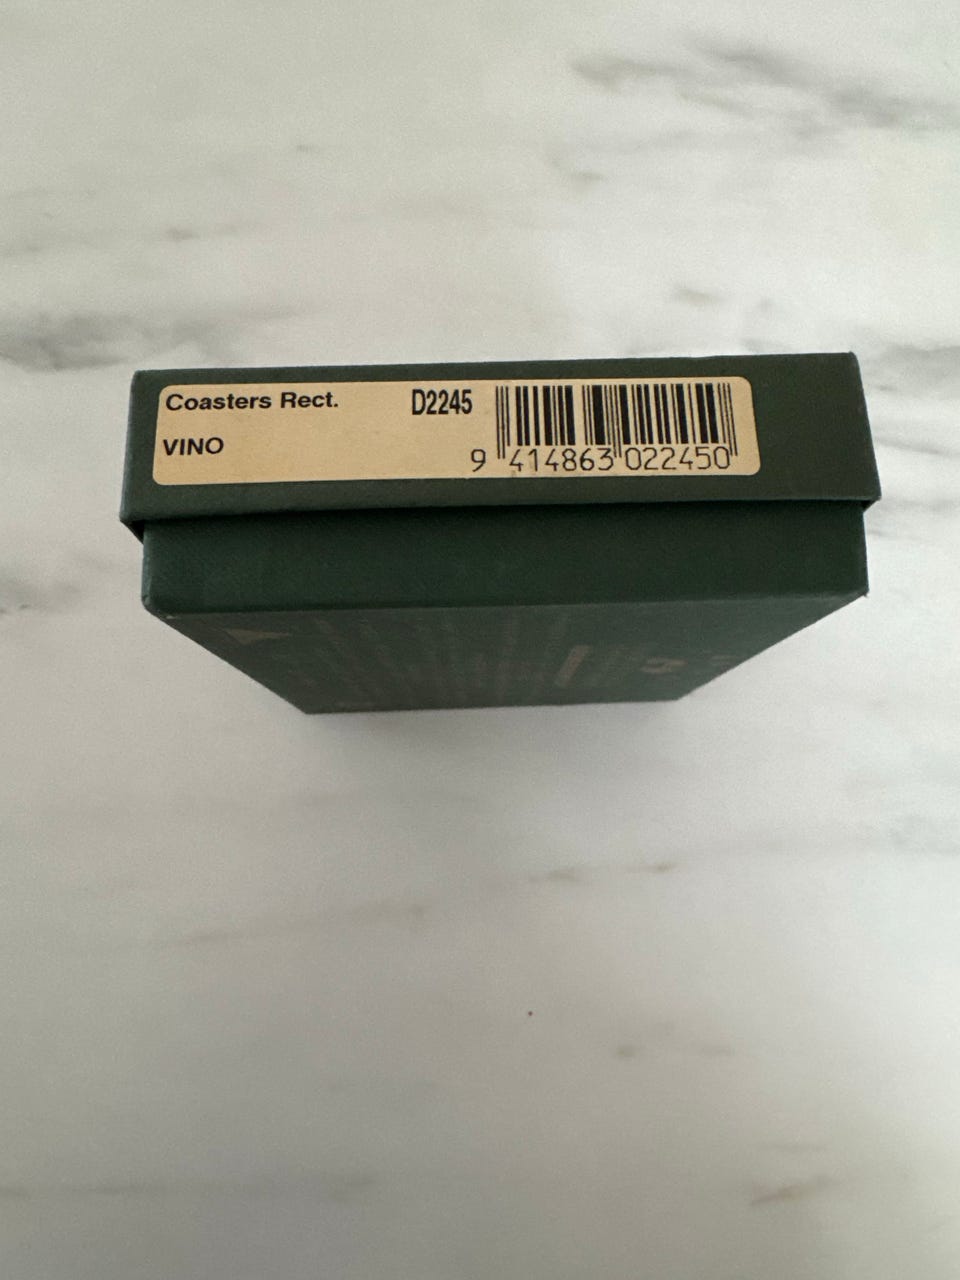 Coasters Rect. D2245
VINO
9 414863 022450